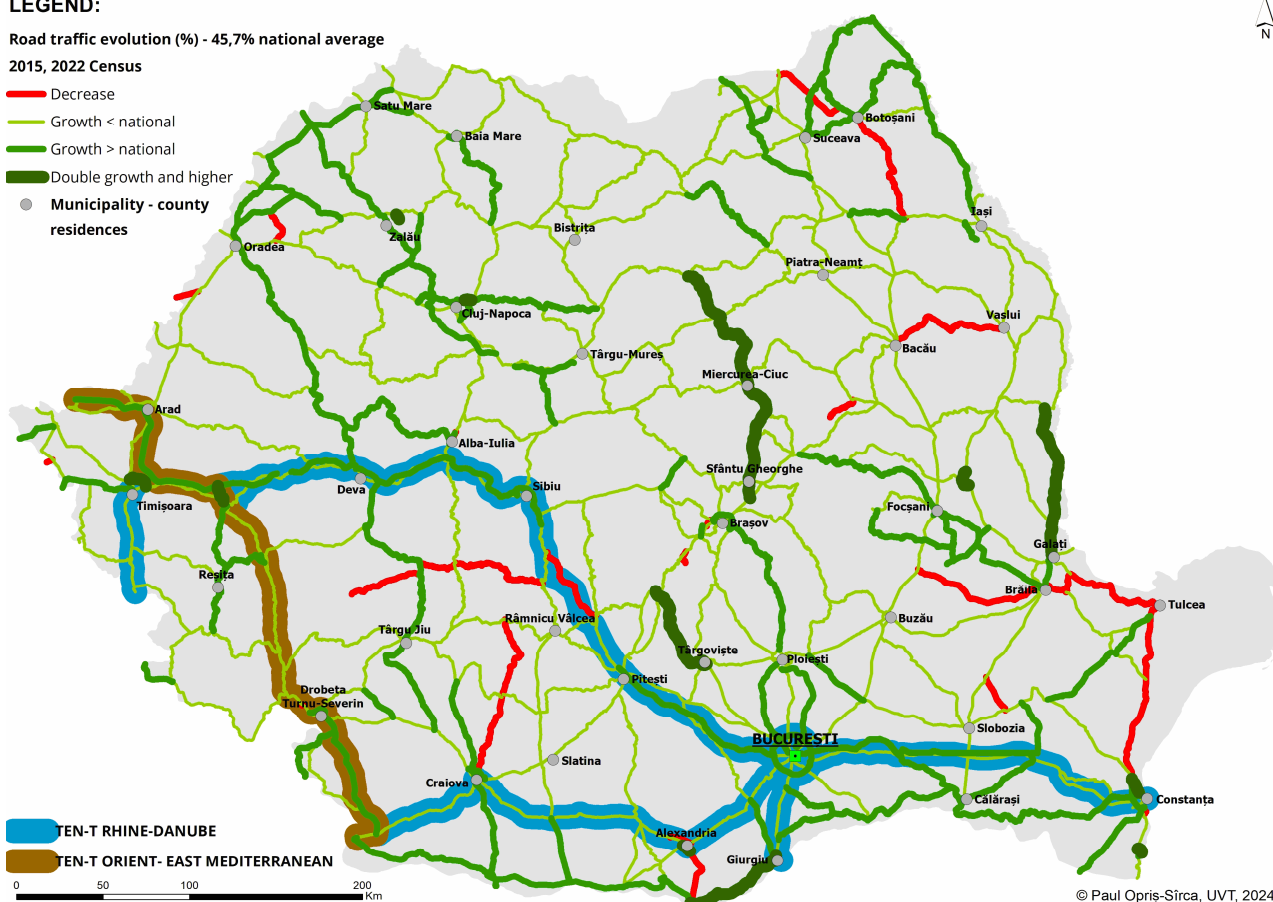 LEGEND:
Road traffic evolution (%) - 45,7% national average
2015, 2022 Census
Decrease
Growth < national
Growth > national
Double growth and higher
Municipality - county
residences
N
Satu Mare
Baia Mare
Botoșani
Suceava
Iași
Zalău
Bistrița
Oradea
Piatra-Neamț
Cluj-Napoca
Vaslui
Bacău
Târgu-Mureș
Miercurea-Ciuc
Arad
Alba-Iulia
Sfântu Gheorghe
Deva
Sibiu
Timișoara
Focșani
Brașov
Galați
Reșița
Brăila
Tulcea
Râmnicu Vâlcea
Buzău
Târgu Jiu
Târgoviște
Ploiești
Pitești
Drobeta
Turnu-Severin
Slobozia
BUCUREȘTI
Slatina
Craiova
Călărași
Constanța
Alexandria
Giurgiu
TEN-T RHINE-DANUBE
TEN-T ORIENT- EAST MEDITERRANEAN
0 50 100 200
Km
© Paul Opriș-Sîrca, UVT, 2024